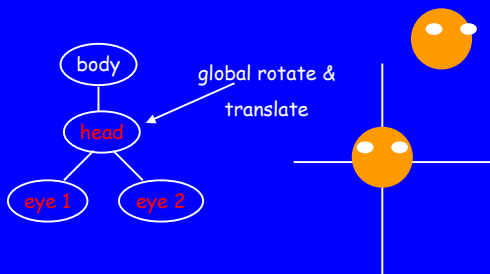 body
global rotate &
translate
head
eye 1
eye 2